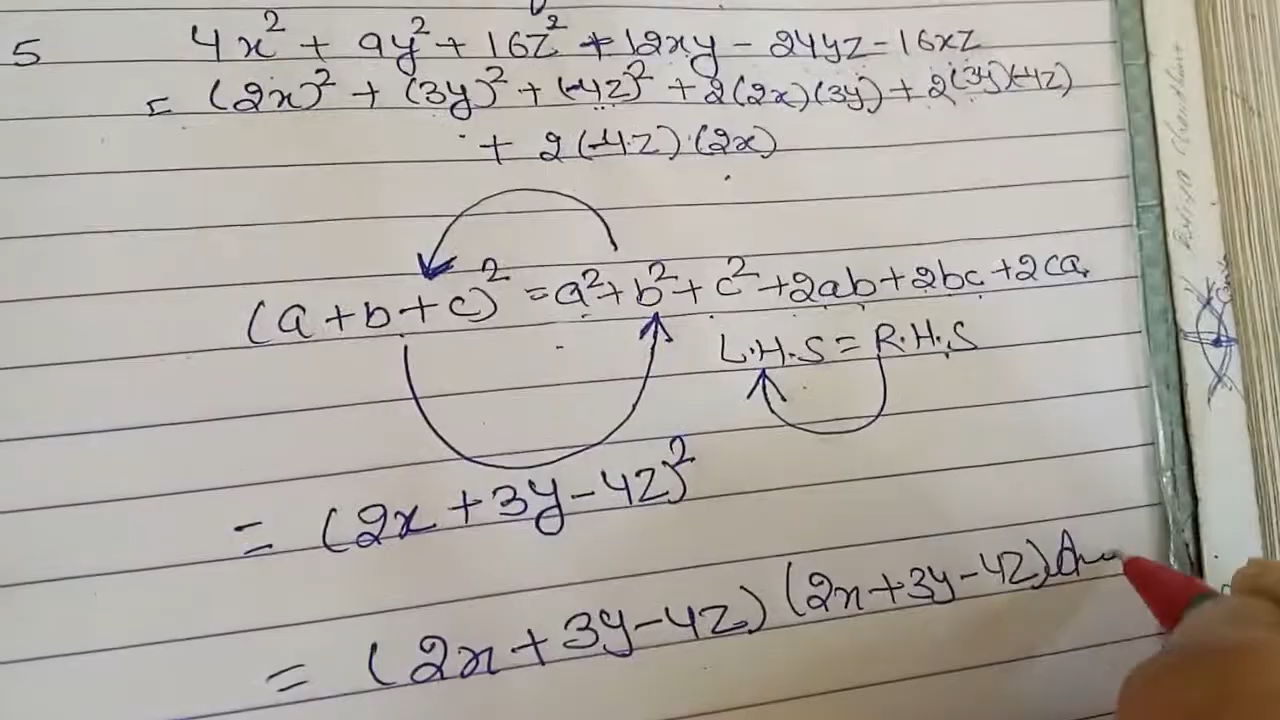 5 4x² + 9y² + 16z² + 12xy - 24yz - 16xz
= (2x)² + (3y)² + (-4z)² + 2(2x)(3y) + 2(3y)(-4z)
+ 2(-4z)·(2x)
(a+b+c)² = a² + b² + c² + 2ab + 2bc + 2ca
L.H.S = R.H.S
= (2x + 3y - 4z)²
= (2x + 3y - 4z) (2x + 3y - 4z)